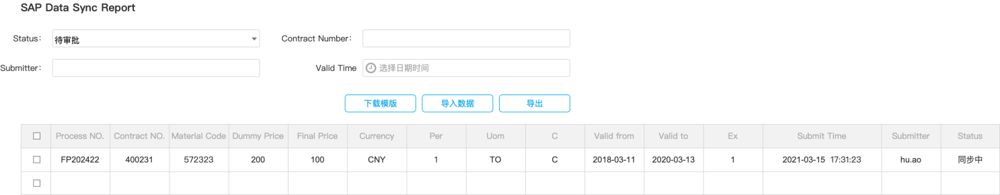 SAP Data Sync Report
Status： 待审批 Contract Number：
Submitter： Valid Time 选择日期时间
下载模版 导入数据 导出
Process NO. Contract NO. Material Code Dummy Price Final Price Currency Per Uom C Valid from Valid to Ex Submit Time Submitter Status
FP202422 400231 572323 200 100 CNY 1 TO C 2018-03-11 2020-03-13 1 2021-03-15 17:31:23 hu.ao 同步中